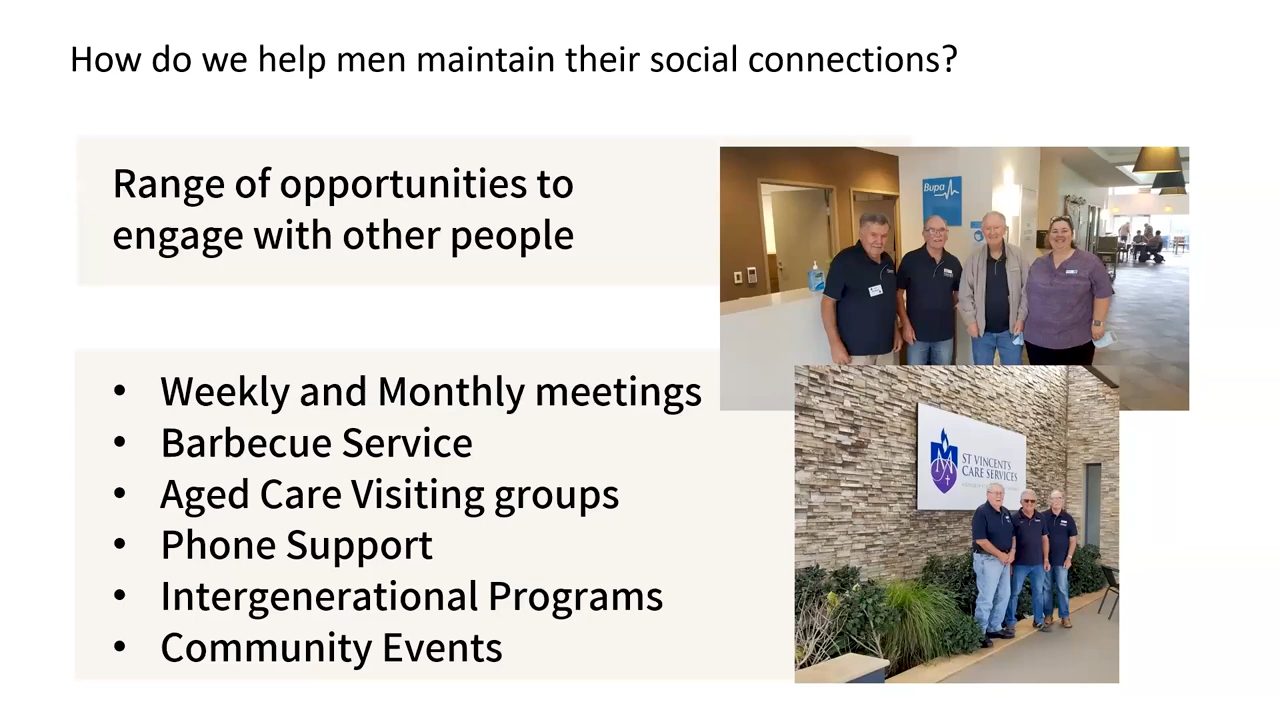 How do we help men maintain their social connections?
Range of opportunities to
engage with other people
• Weekly and Monthly meetings
• Barbecue Service
• Aged Care Visiting groups
• Phone Support
• Intergenerational Programs
• Community Events
Bupa
ST VINCENT'S
CARE SERVICES